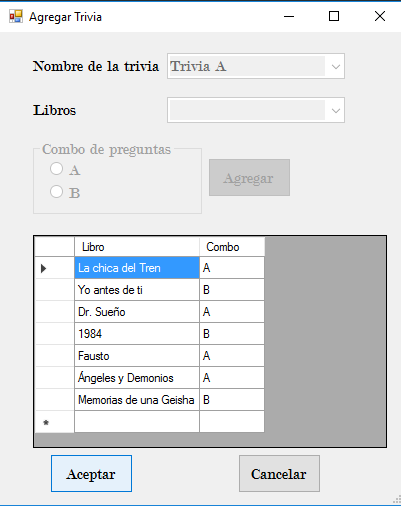 Agregar Trivia
Nombre de la trivia Trivia A
Libros
Combo de preguntas
A
B
Agregar
Libro Combo
La chica del Tren A
Yo antes de ti B
Dr. Sueño A
1984 B
Fausto A
Ángeles y Demonios A
Memorias de una Geisha B
*
Aceptar Cancelar